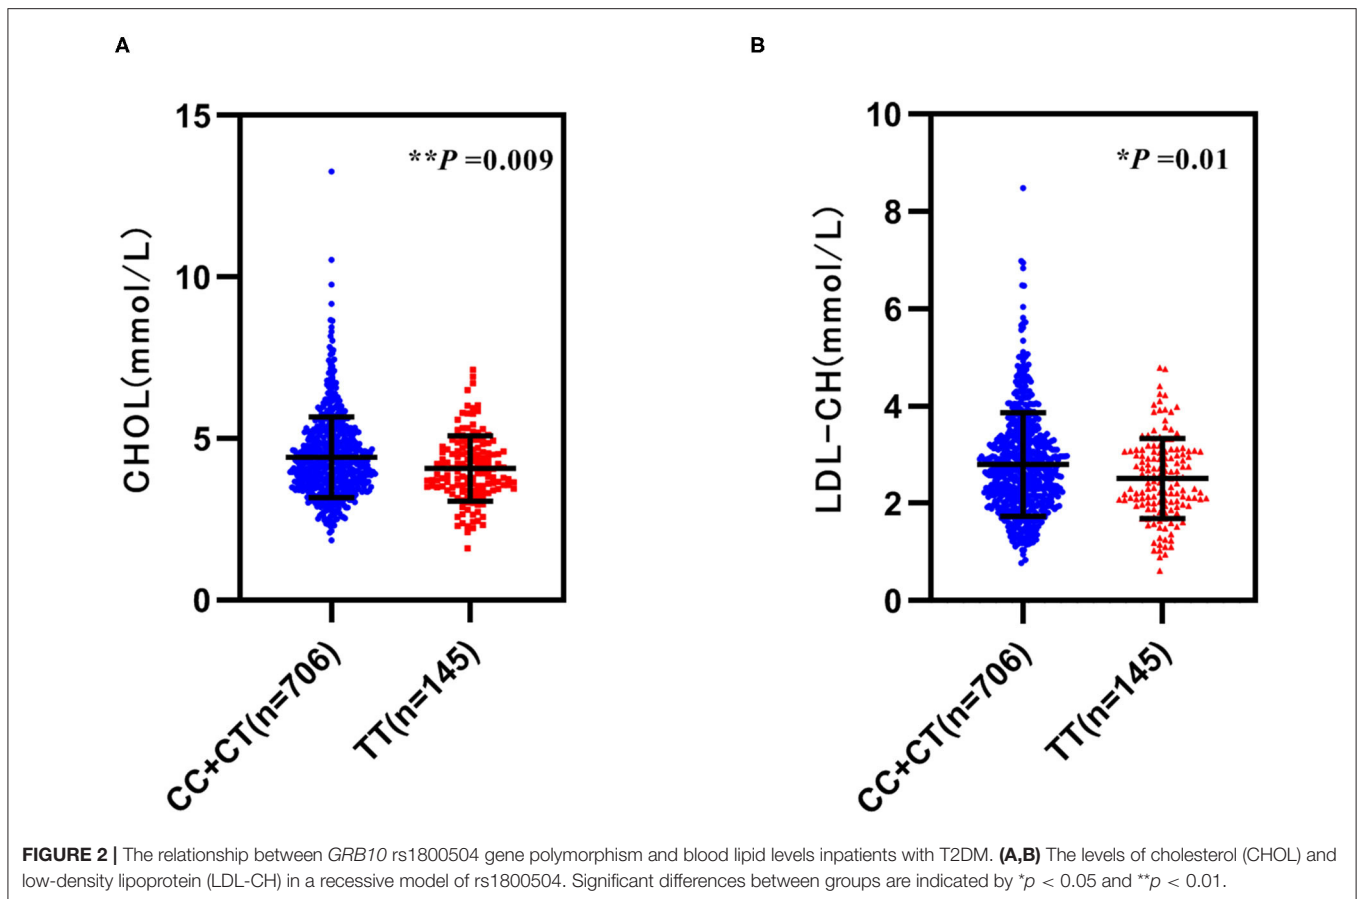 A
B
15
10
5
0
CHOL(mmol/L)
**P =0.009
CC+CT(n=706)
TT(n=145)
10
8
6
4
2
0
LDL-CH(mmol/L)
*P =0.01
CC+CT(n=706)
TT(n=145)
FIGURE 2 | The relationship between GRB10 rs1800504 gene polymorphism and blood lipid levels inpatients with T2DM. (A,B) The levels of cholesterol (CHOL) and
low-density lipoprotein (LDL-CH) in a recessive model of rs1800504. Significant differences between groups are indicated by *p < 0.05 and **p < 0.01.